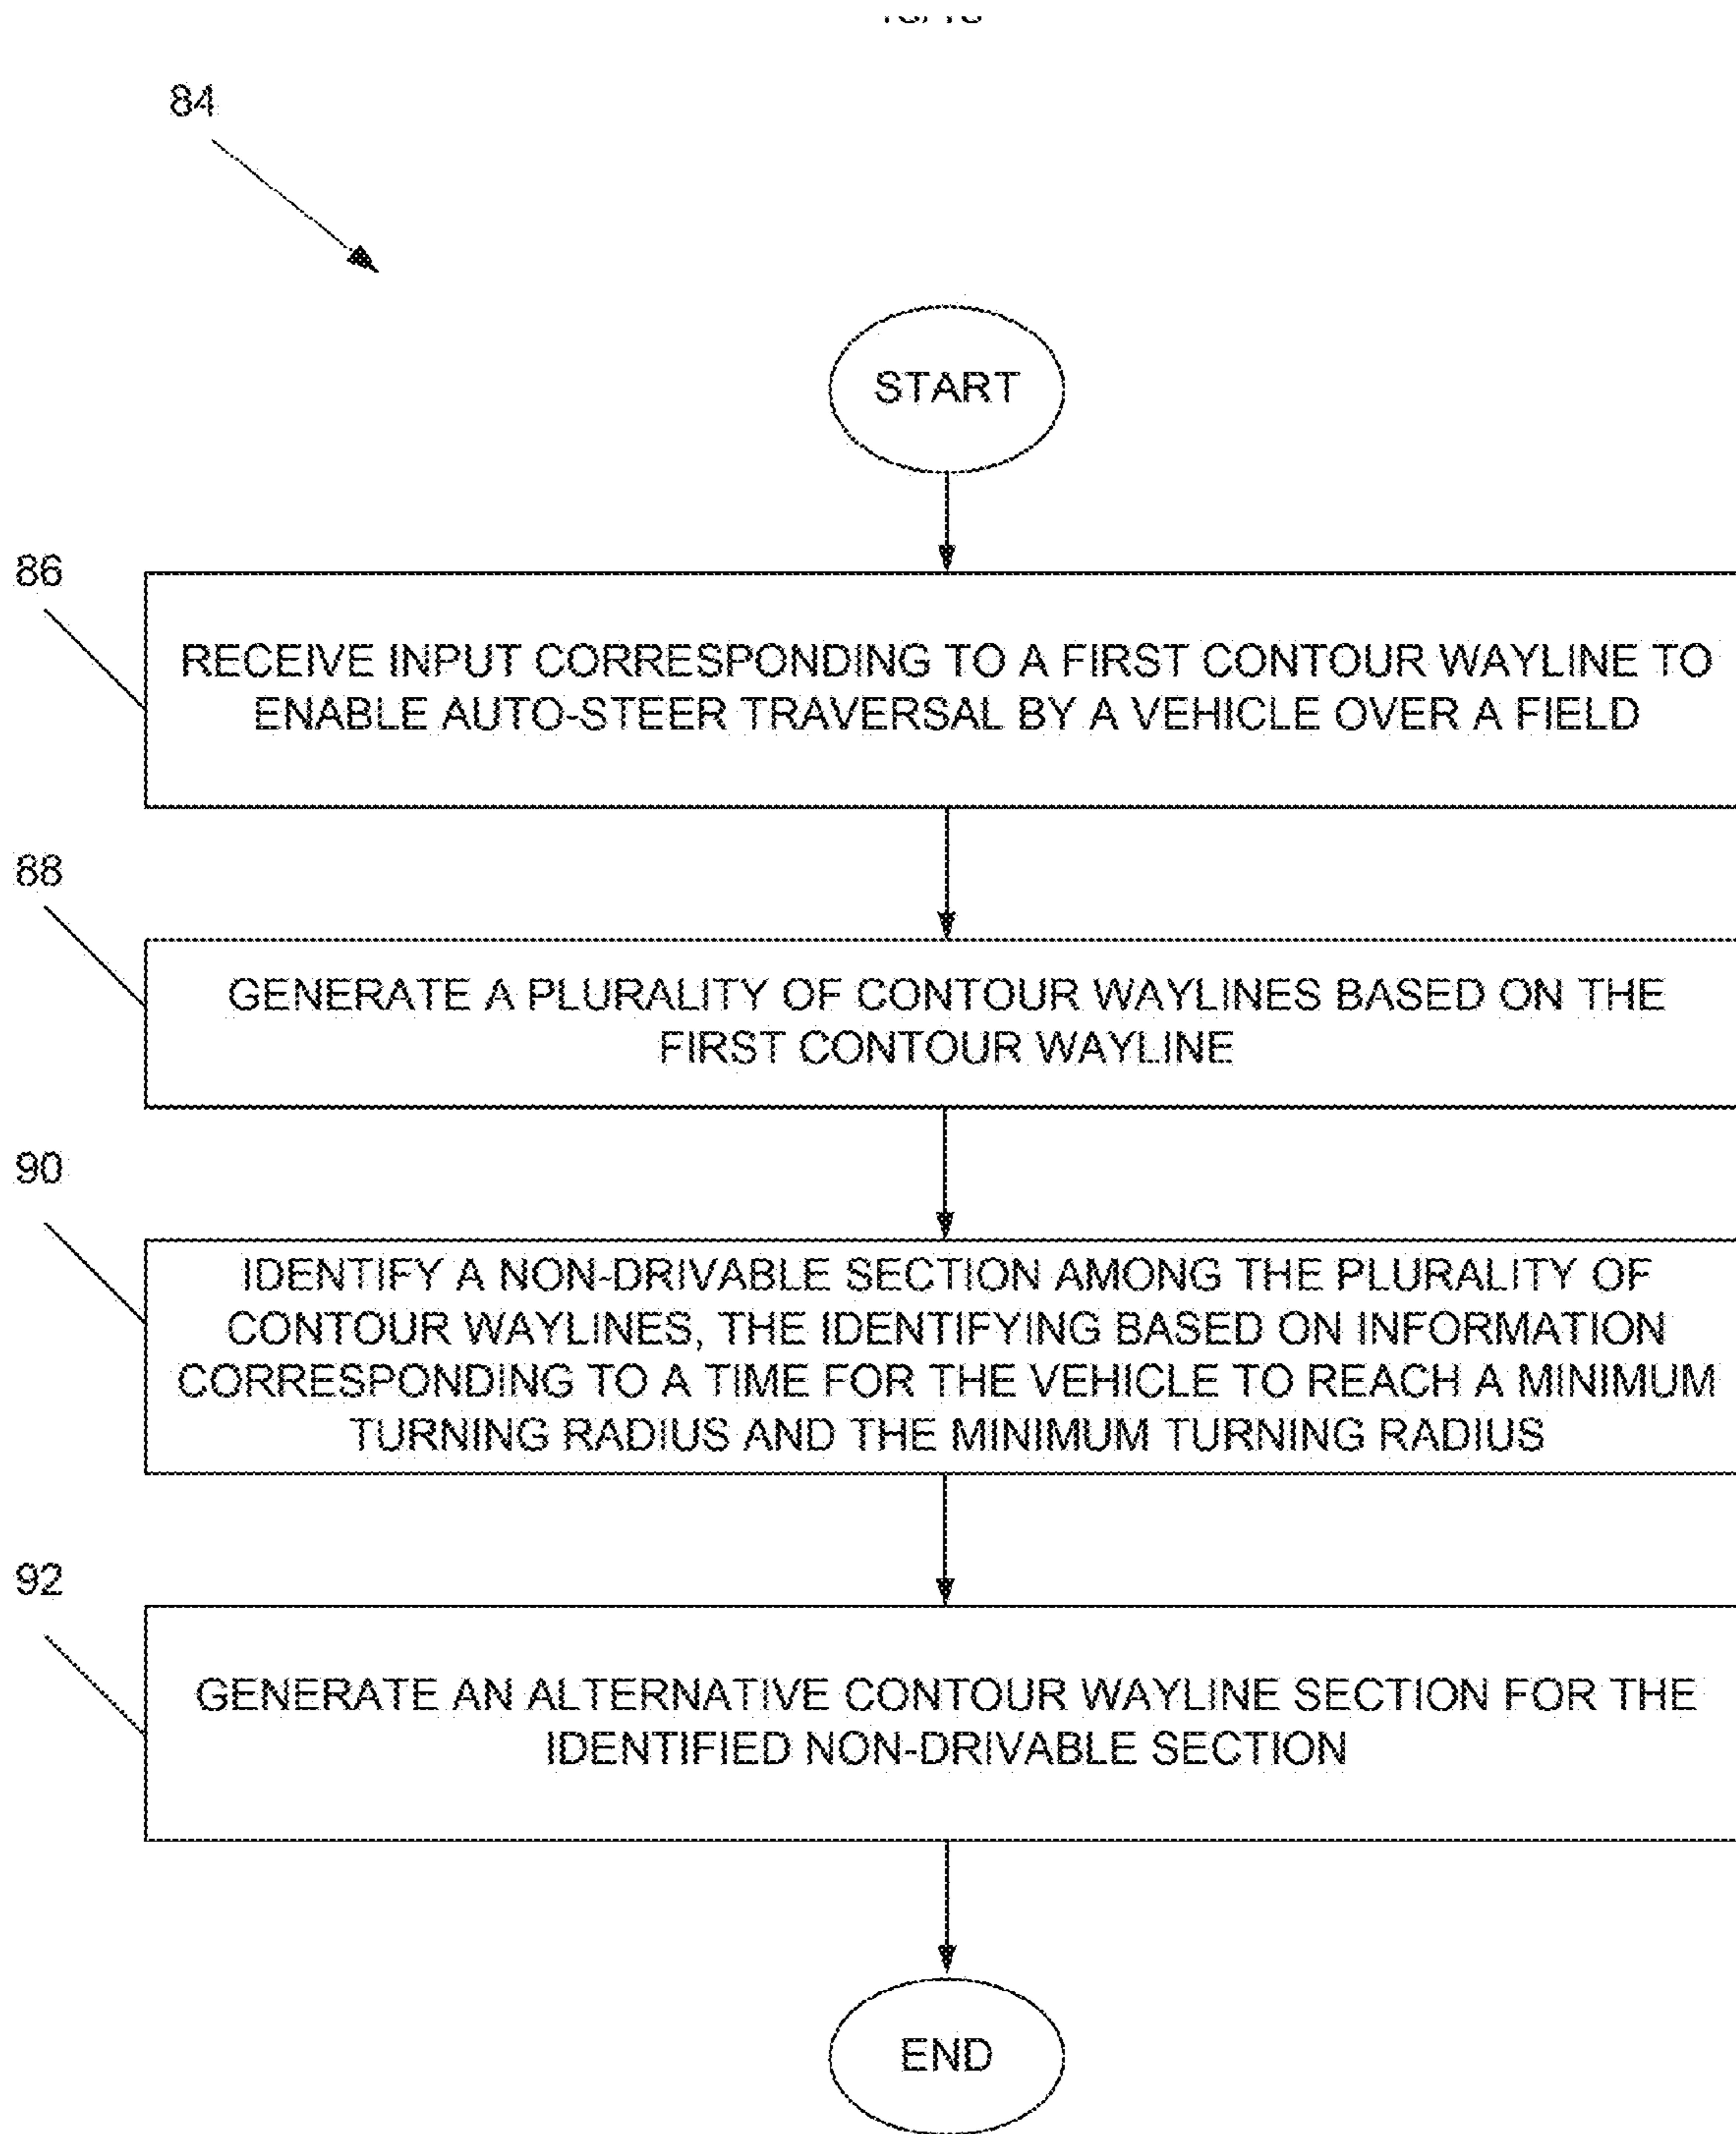 84
START
86
RECEIVE INPUT CORRESPONDING TO A FIRST CONTOUR WAYLINE TO
ENABLE AUTO-STEER TRAVERSAL BY A VEHICLE OVER A FIELD
88
GENERATE A PLURALITY OF CONTOUR WAYLINES BASED ON THE
FIRST CONTOUR WAYLINE
90
IDENTIFY A NON-DRIVABLE SECTION AMONG THE PLURALITY OF
CONTOUR WAYLINES, THE IDENTIFYING BASED ON INFORMATION
CORRESPONDING TO A TIME FOR THE VEHICLE TO REACH A MINIMUM
TURNING RADIUS AND THE MINIMUM TURNING RADIUS
92
GENERATE AN ALTERNATIVE CONTOUR WAYLINE SECTION FOR THE
IDENTIFIED NON-DRIVABLE SECTION
END